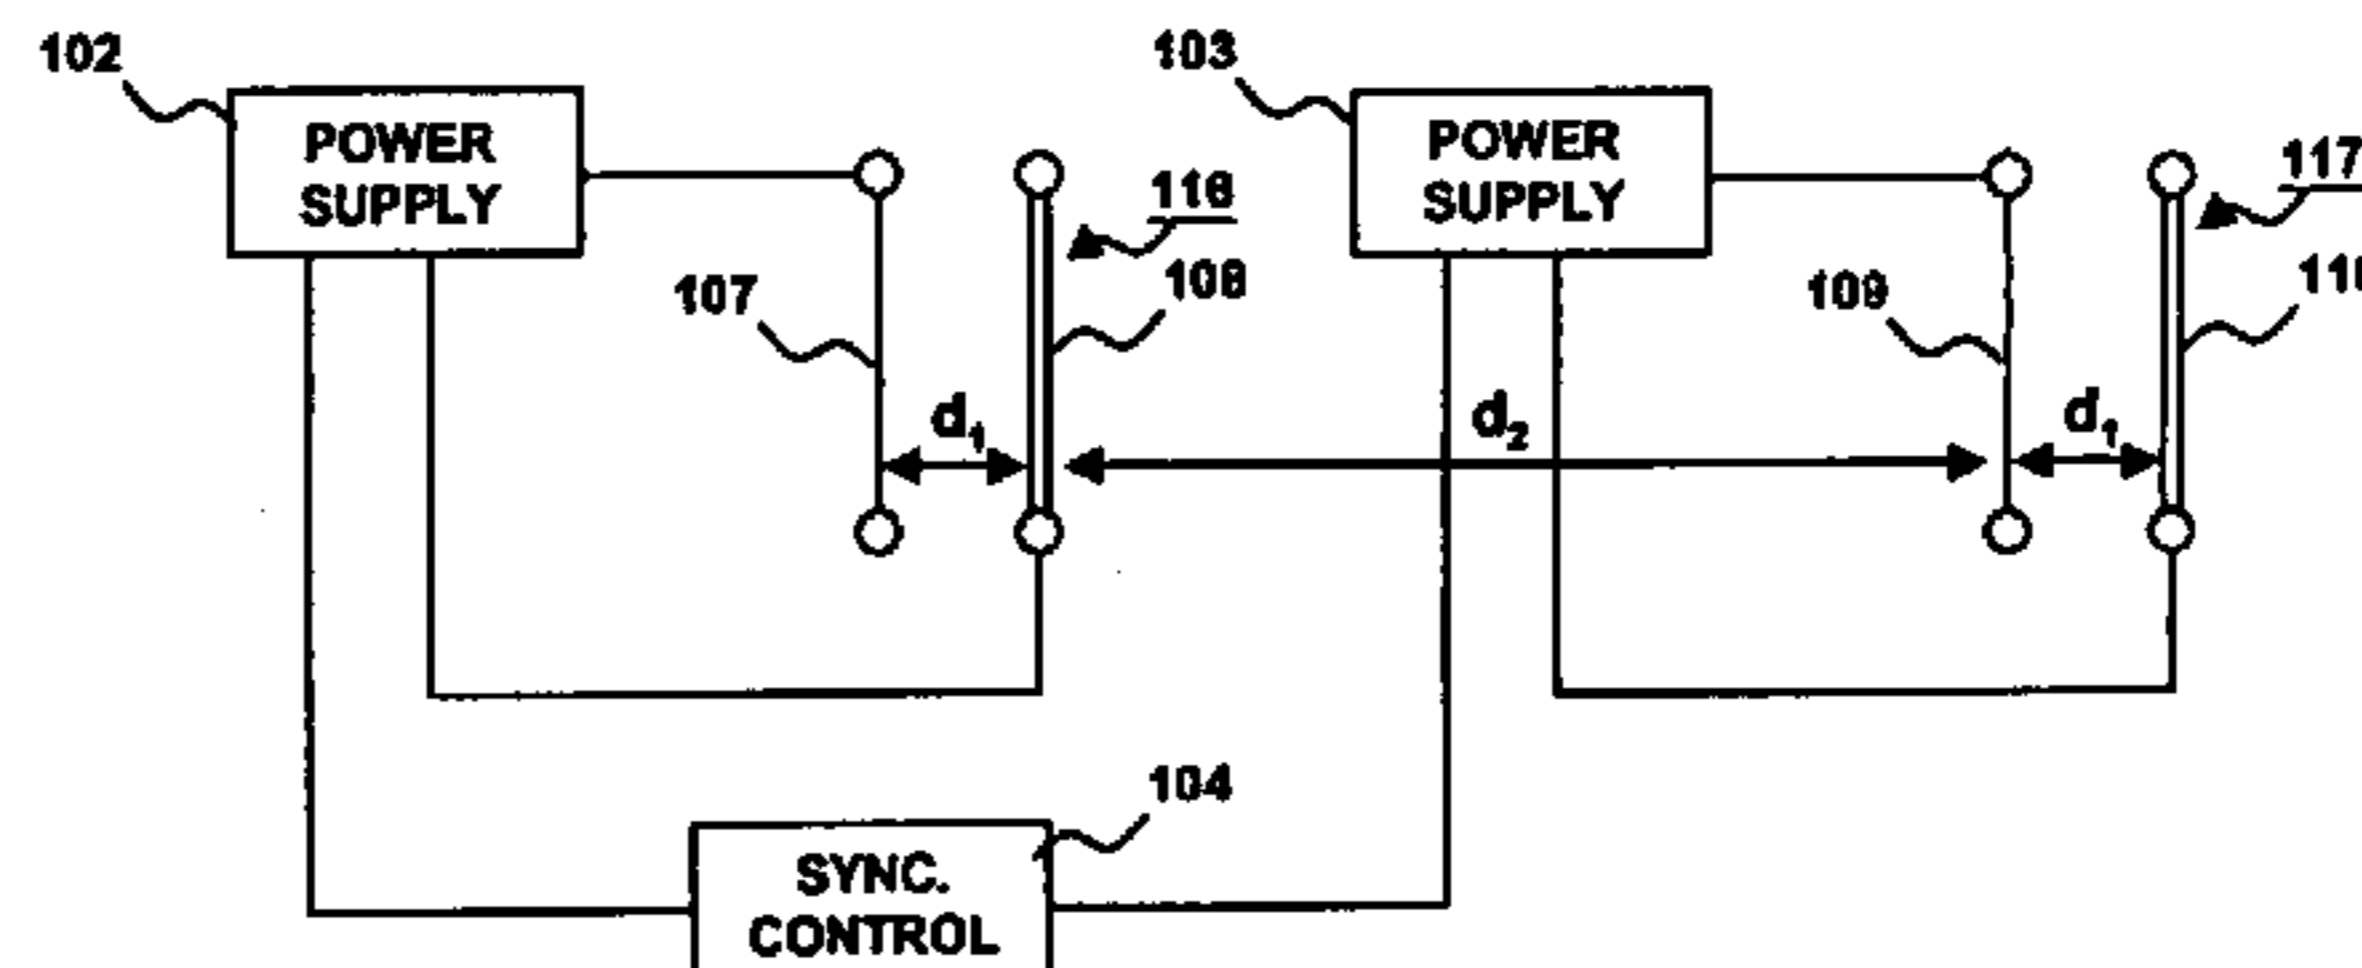 102
103
POWER
SUPPLY
POWER
SUPPLY
116
117
107
108
109
d1
d2
d1
104
SYNC.
CONTROL